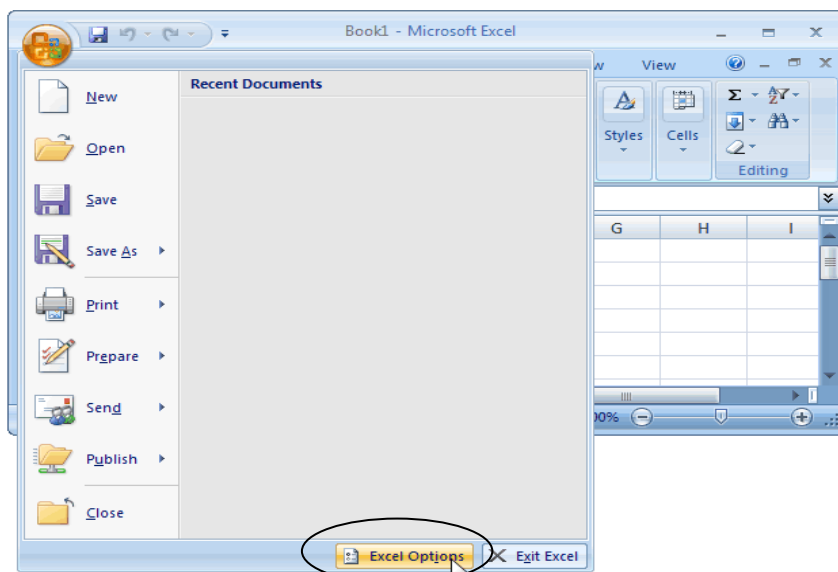 Book1 - Microsoft Excel
w View
Recent Documents
New
Open
Save
Save As
Print
Prepare
Send
Publish
Close
Styles
Cells
Σ
A
Z
Editing
G H I
00%
Excel Options
Exit Excel